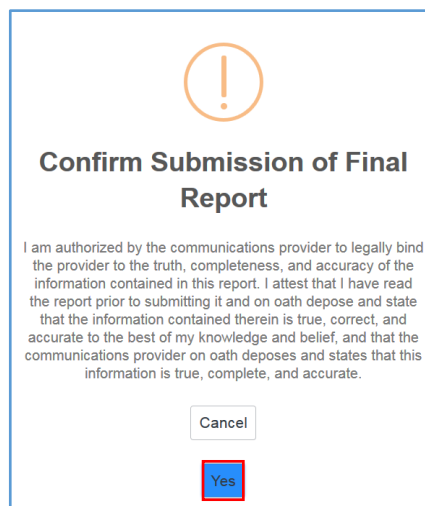 Confirm Submission of Final
Report
I am authorized by the communications provider to legally bind
the provider to the truth, completeness, and accuracy of the
information contained in this report. I attest that I have read
the report prior to submitting it and on oath depose and state
that the information contained therein is true, correct, and
accurate to the best of my knowledge and belief, and that the
communications provider on oath deposes and states that this
information is true, complete, and accurate.
Cancel
Yes